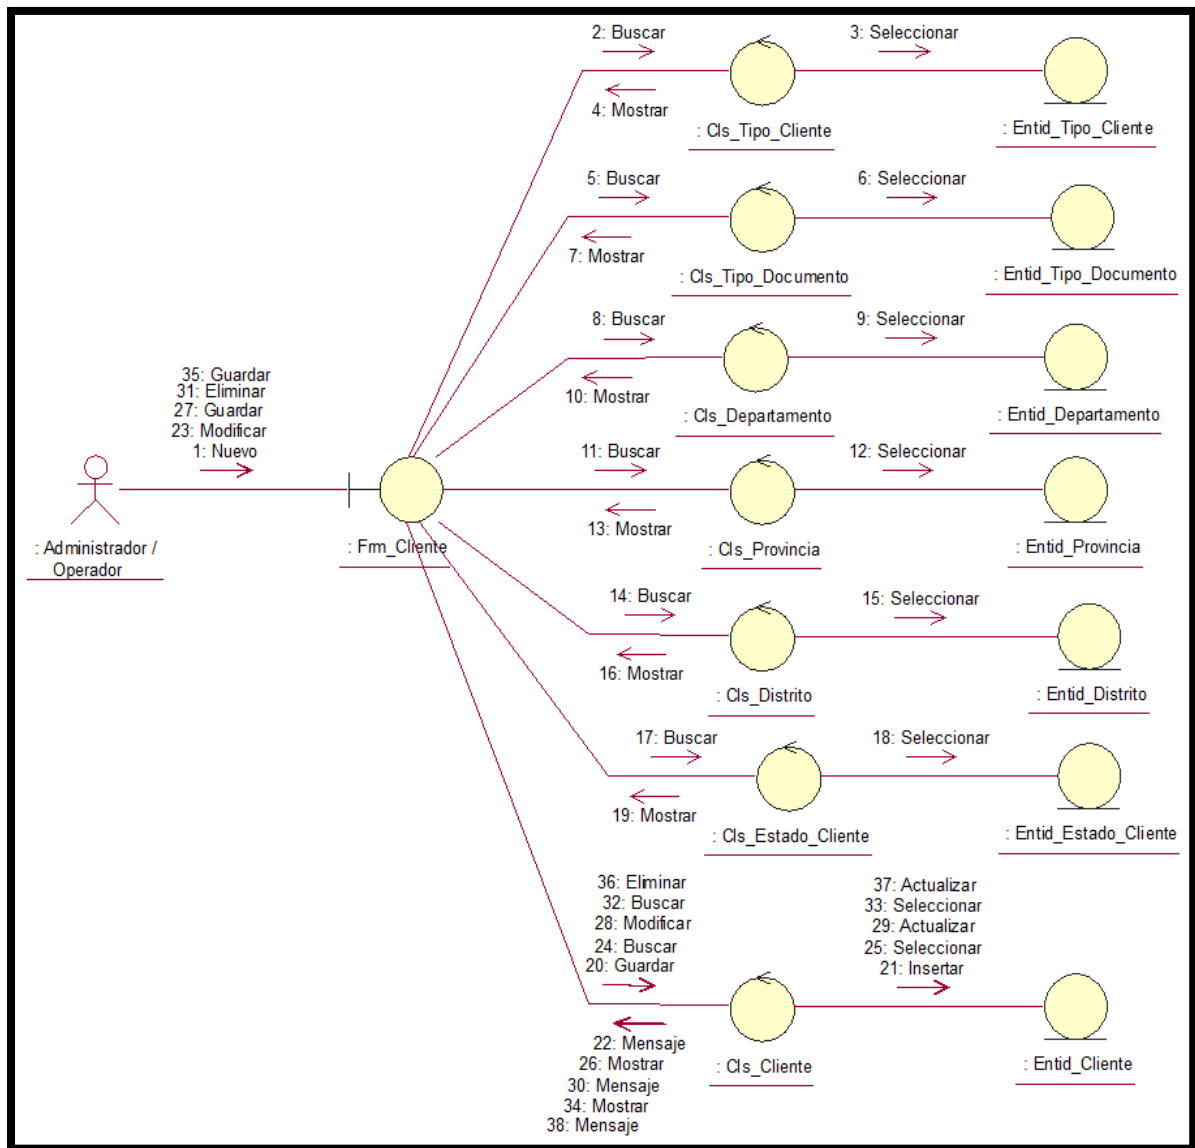 2: Buscar
3: Seleccionar
4: Mostrar
: Cls_Tipo_Cliente
: Entid_Tipo_Cliente
5: Buscar
6: Seleccionar
7: Mostrar
: Cls_Tipo_Documento
: Entid_Tipo_Documento
8: Buscar
9: Seleccionar
10: Mostrar
: Cls_Departamento
: Entid_Departamento
35: Guardar
31: Eliminar
27: Guardar
23: Modificar
1: Nuevo
11: Buscar
12: Seleccionar
13: Mostrar
: Administrador /
Operador
: Frm_Cliente
: Cls_Provincia
: Entid_Provincia
14: Buscar
15: Seleccionar
16: Mostrar
: Cls_Distrito
: Entid_Distrito
17: Buscar
18: Seleccionar
19: Mostrar
: Cls_Estado_Cliente
: Entid_Estado_Cliente
36: Eliminar
32: Buscar
28: Modificar
24: Buscar
20: Guardar
37: Actualizar
33: Seleccionar
29: Actualizar
25: Seleccionar
21: Insertar
22: Mensaje
26: Mostrar
30: Mensaje
34: Mostrar
38: Mensaje
: Cls_Cliente
: Entid_Cliente